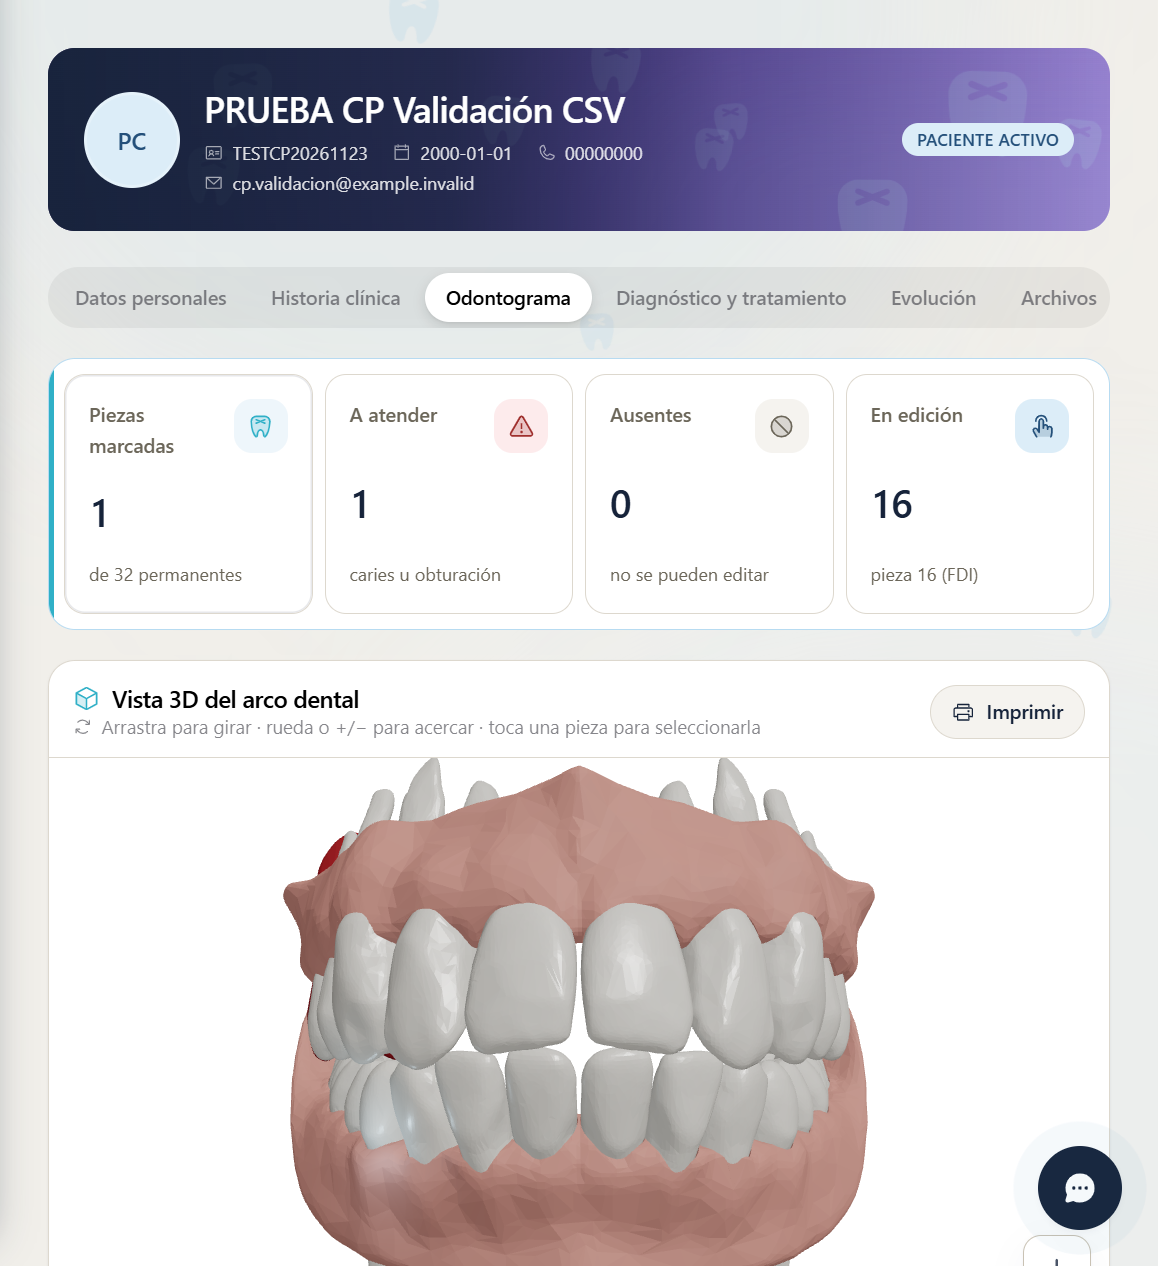 PC
PRUEBA CP Validación CSV
TESTCP20261123 2000-01-01 00000000
cp.validacion@example.invalid
PACIENTE ACTIVO
Datos personales Historia clínica Odontograma Diagnóstico y tratamiento Evolución Archivos
Piezas
marcadas
1
de 32 permanentes
A atender
1
caries u obturación
Ausentes
0
no se pueden editar
En edición
16
pieza 16 (FDI)
Vista 3D del arco dental
Arrastra para girar · rueda o +/− para acercar · toca una pieza para seleccionarla
Imprimir